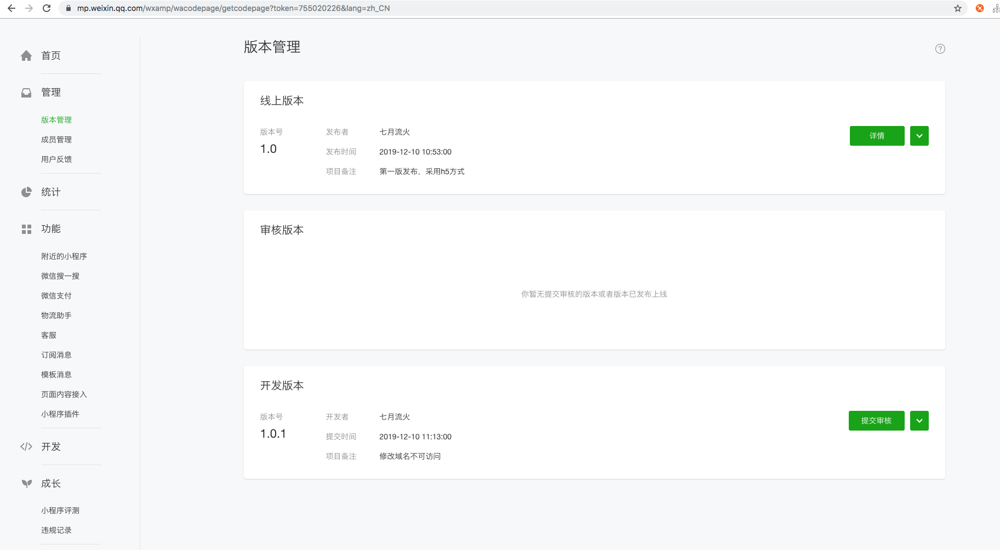 mp.weixin.qq.com/wxamp/wacodepage/getcodepage?token=755020226&lang=zh_CN
首页
管理
版本管理
成员管理
用户反馈
统计
功能
附近的小程序
微信搜一搜
微信支付
物流助手
客服
订阅消息
模板消息
页面内容接入
小程序插件
开发
成长
小程序评测
违规记录
版本管理
?
线上版本
版本号
1.0
发布者 七月流火
发布时间 2019-12-10 10:53:00
项目备注 第一版发布，采用h5方式
详情
审核版本
你暂无提交审核的版本或者版本已发布上线
开发版本
版本号
1.0.1
开发者 七月流火
提交时间 2019-12-10 11:13:00
项目备注 修改域名不可访问
提交审核